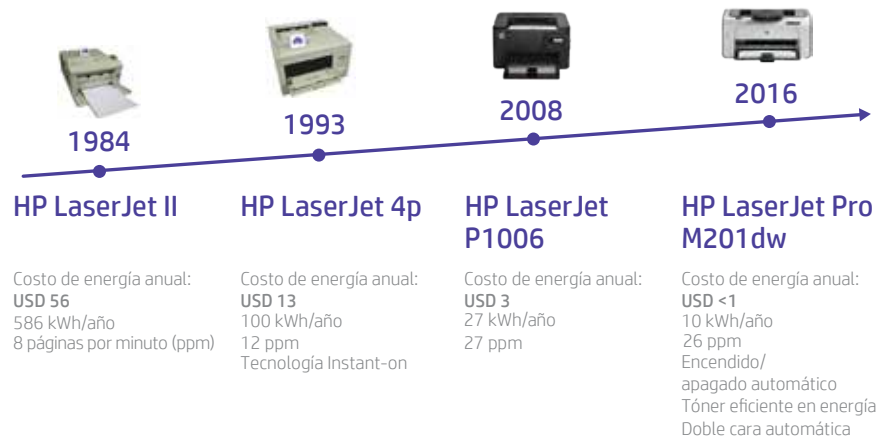 1984
1993
2008
2016
HP LaserJet II
Costo de energía anual:
USD 56
586 kWh/año
8 páginas por minuto (ppm)
HP LaserJet 4p
Costo de energía anual:
USD 13
100 kWh/año
12 ppm
Tecnología Instant-on
HP LaserJet
P1006
Costo de energía anual:
USD 3
27 kWh/año
27 ppm
HP LaserJet Pro
M201dw
Costo de energía anual:
USD <1
10 kWh/año
26 ppm
Encendido/
apagado automático
Tóner eficiente en energía
Doble cara automática